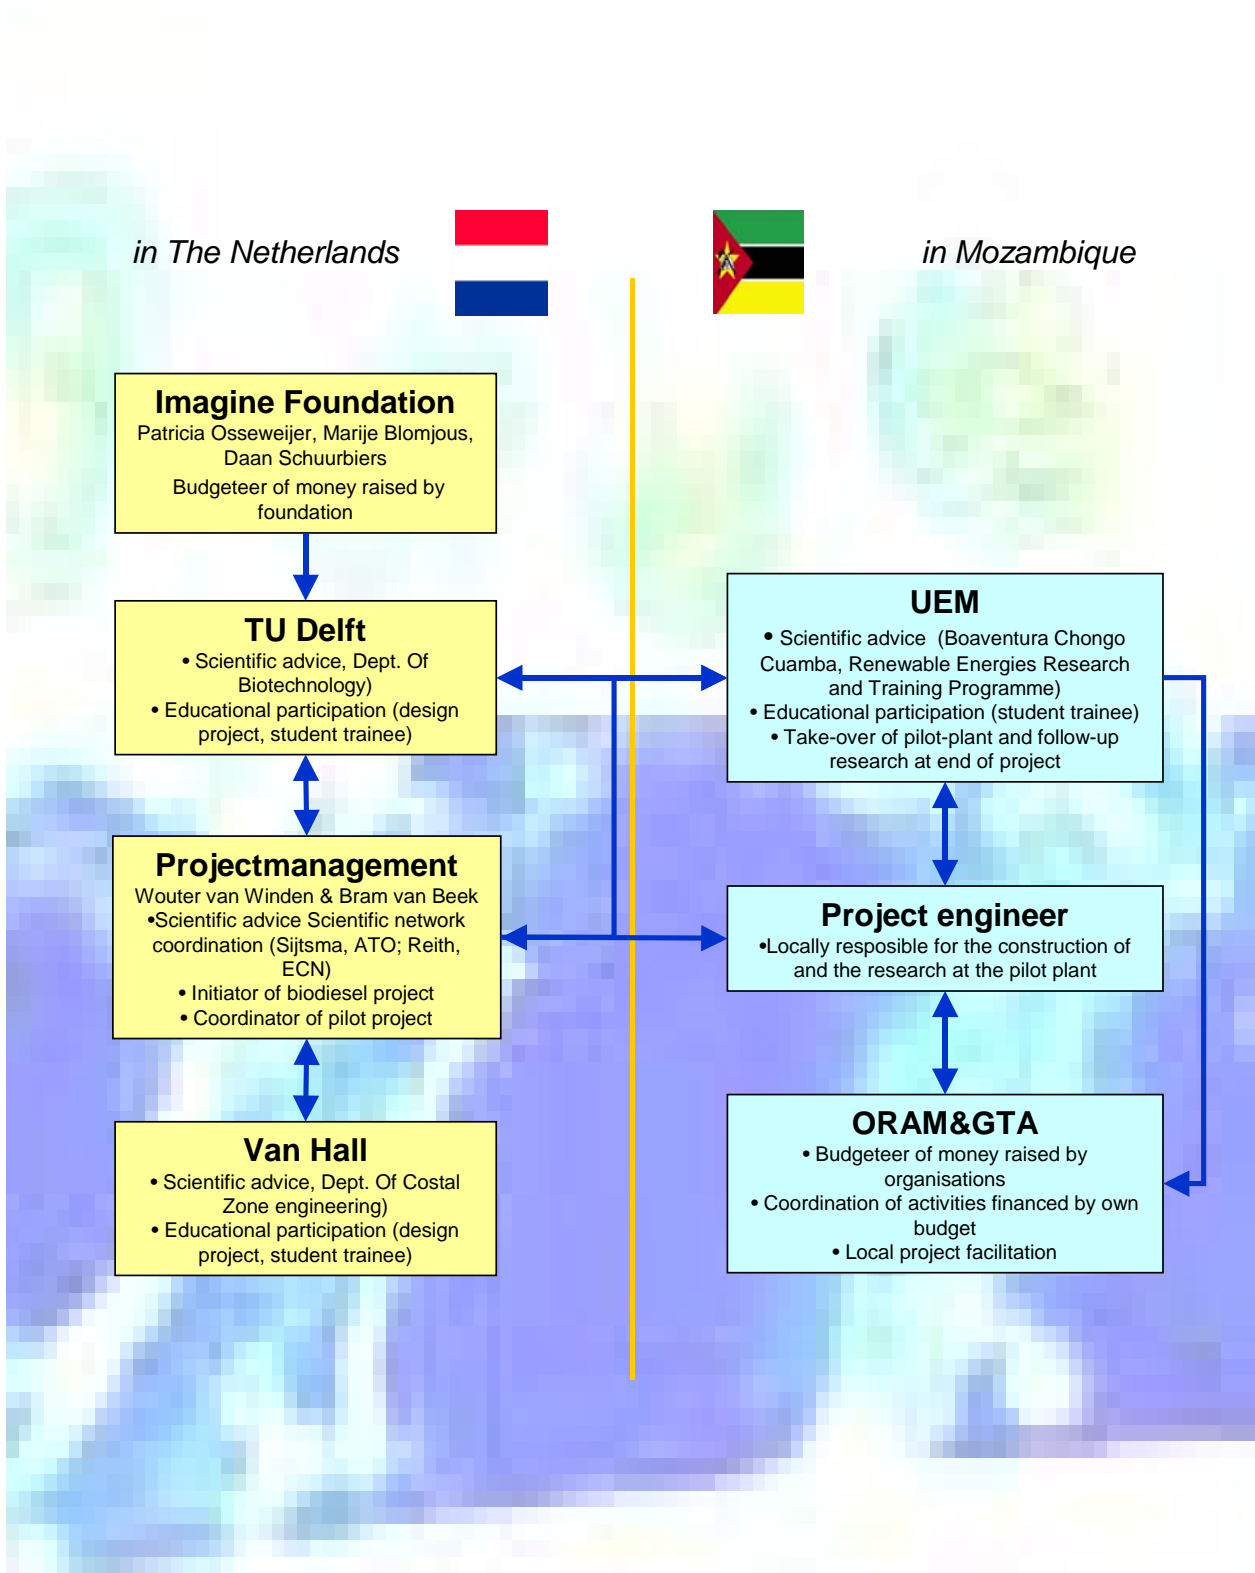 in The Netherlands
in Mozambique
Imagine Foundation
Patricia Osseweijer, Marije Blomjous,
Daan Schuurbiers
Budgeteer of money raised by
foundation
TU Delft
• Scientific advice, Dept. Of
Biotechnology)
• Educational participation (design
project, student trainee)
Projectmanagement
Wouter van Winden & Bram van Beek
•Scientific advice Scientific network
coordination (Sijtsma, ATO; Reith,
ECN)
• Initiator of biodiesel project
• Coordinator of pilot project
Van Hall
• Scientific advice, Dept. Of Costal
Zone engineering)
• Educational participation (design
project, student trainee)
UEM
• Scientific advice (Boaventura Chongo
Cuamba, Renewable Energies Research
and Training Programme)
• Educational participation (student trainee)
• Take-over of pilot-plant and follow-up
research at end of project
Project engineer
•Locally resposible for the construction of
and the research at the pilot plant
ORAM&GTA
• Budgeteer of money raised by
organisations
• Coordination of activities financed by own
budget
• Local project facilitation